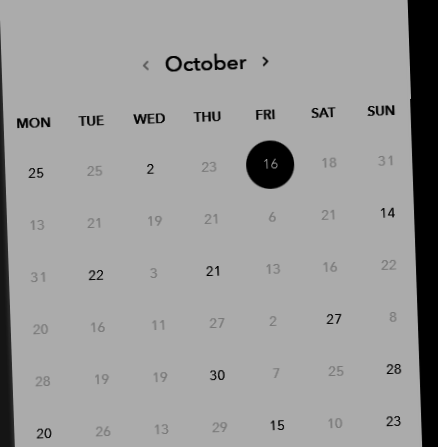 ‹ October ›
MON TUE WED THU FRI SAT SUN
25 25 2 23 16 18 31
13 21 19 21 6 21 14
31 22 3 21 13 16 22
20 16 11 27 2 27 8
28 19 19 30 7 25 28
20 26 13 29 15 10 23